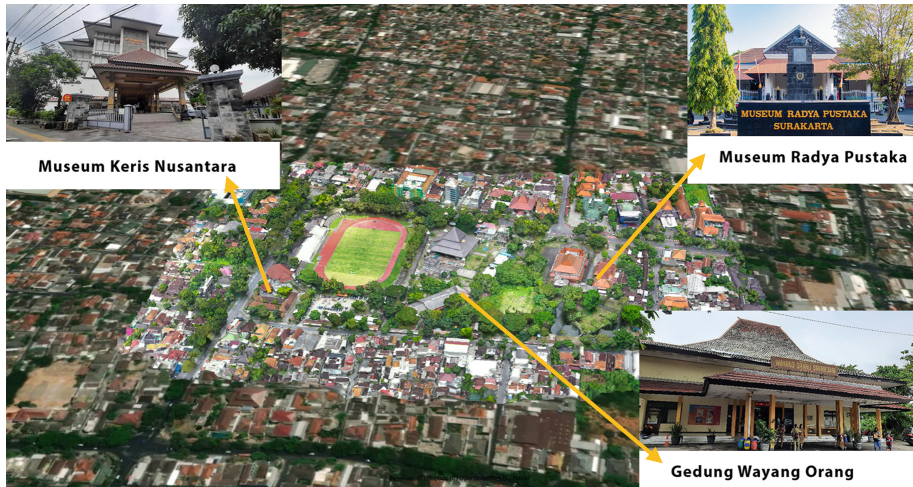 Museum Keris Nusantara
MUSEUM RADYA PUSTAKA
SURAKARTA
Museum Radya Pustaka
Gedung Wayang Orang